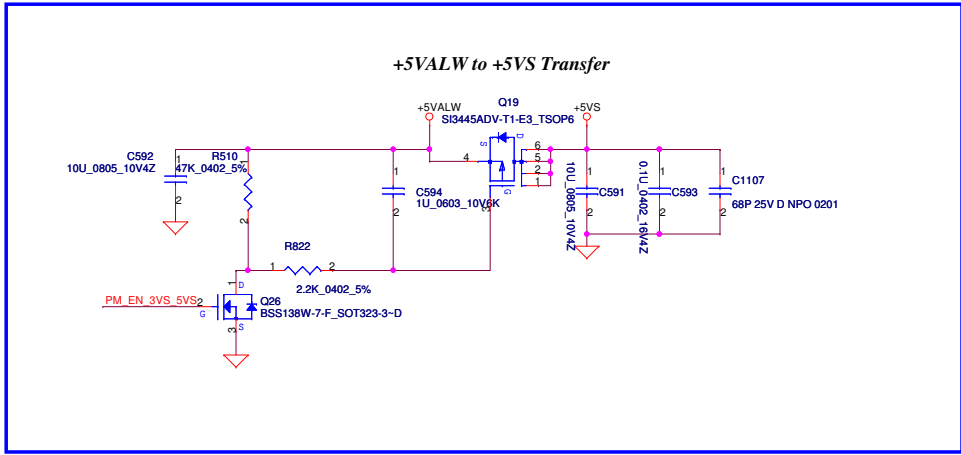 +5VALW to +5VS Transfer
+5VALW
Q19
SI3445ADV-T1-E3_TSOP6
+5VS
S
D
G
4
3
6
5
2
1
C592
10U_0805_10V4Z
1
2
R510
47K_0402_5%
1
2
C594
1U_0603_10V6K
1
2
C591
10U_0805_10V4Z
1
2
C593
0.1U_0402_16V4Z
1
2
C1107
68P 25V D NPO 0201
1
2
R822
1
2
2.2K_0402_5%
PM_EN_3VS_5VS
2
G
1
D
Q26
BSS138W-7-F_SOT323-3~D
3
S